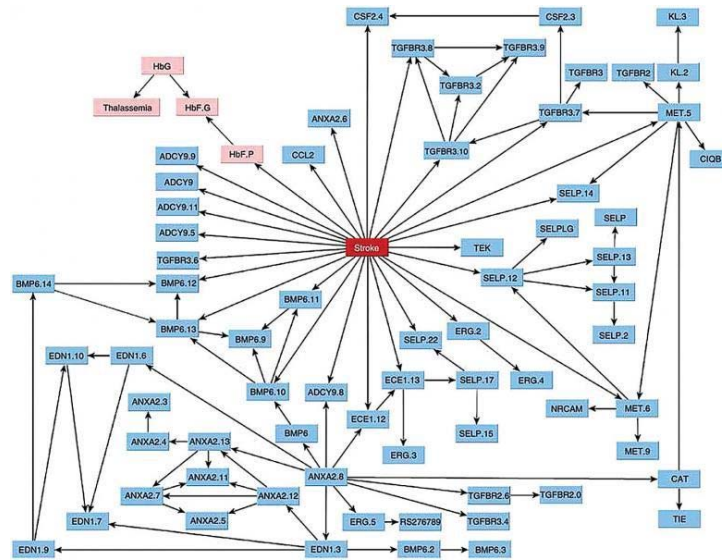 CSF2.4
CSF2.3
KL.3
TGFBR3.8
TGFBR3.9
HbG
TGFBR3
TGFBR2
KL.2
TGFBR3.2
Thalassemia
HbF.G
ANXA2.6
TGFBR3.7
MET.5
ADCY9.9
CCL2
HbF.P
TGFBR3.10
CIQB
ADCY9
SELP.14
ADCY9.11
SELPLG
SELP
ADCY9.5
Stroke
TEK
TGFBR3.6
SELP.13
BMP6.14
BMP6.12
SELP.12
BMP6.11
SELP.11
BMP6.13
BMP6.9
ERG.2
SELP.22
SELP.2
EDN1.10
EDN1.6
BMP6.10
ADCY9.8
ECE1.13
SELP.17
ERG.4
ANXA2.3
NRCAM
MET.6
BMP6
ECE1.12
ANXA2.4
ANXA2.13
SELP.15
ERG.3
MET.9
ANXA2.11
ANXA2.8
CAT
ANXA2.7
ANXA2.12
TGFBR2.6
TGFBR2.0
EDN1.7
ANXA2.5
ERG.5
RS276789
TGFBR3.4
TIE
EDN1.9
EDN1.3
BMP6.2
BMP6.3